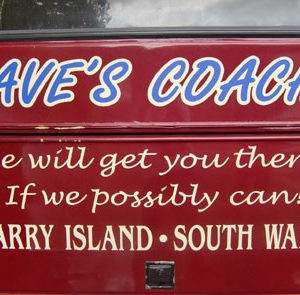 AVE'S COACH
e will get you ther
If we possibly can!
ARRY ISLAND • SOUTH WA